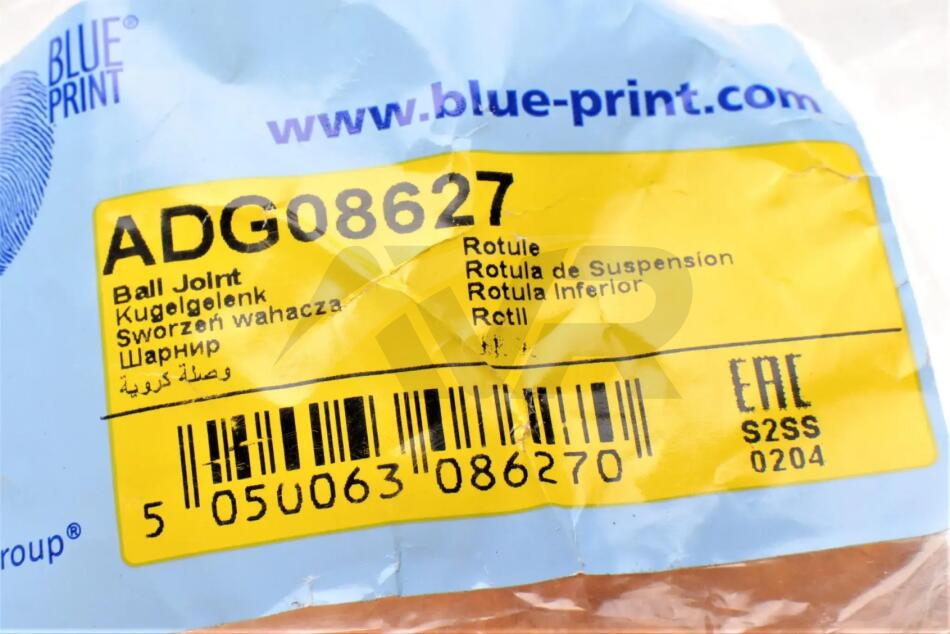 BLUE®
PRINT
www.blue-print.com
ADG08627
Ball Joint
Kugelgelenk
Sworzeń wahacza
Шарнир
وصلة كروية
Rotule
Rotula de Suspension
Rotula Inferior
Rotil
EAC
S2SS
0204
5 050063 086270
roup®